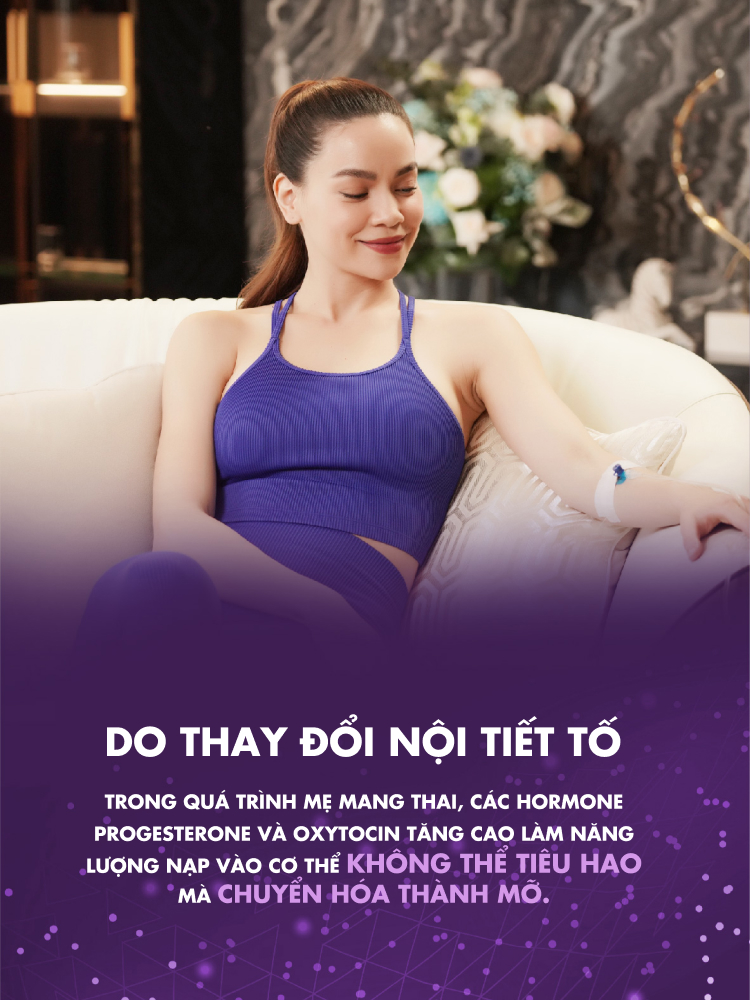 DO THAY ĐỔI NỘI TIẾT TỐ
TRONG QUÁ TRÌNH MẸ MANG THAI, CÁC HORMONE
PROGESTERONE VÀ OXYTOCIN TĂNG CAO LÀM NĂNG
LƯỢNG NẠP VÀO CƠ THỂ KHÔNG THỂ TIÊU HAO
MÀ CHUYỂN HÓA THÀNH MỠ.